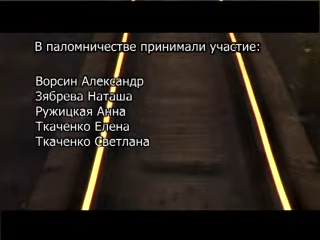 В паломничестве принимали участие:
Ворсин Александр
Зябрева Наташа
Ружицкая Анна
Ткаченко Елена
Ткаченко Светлана